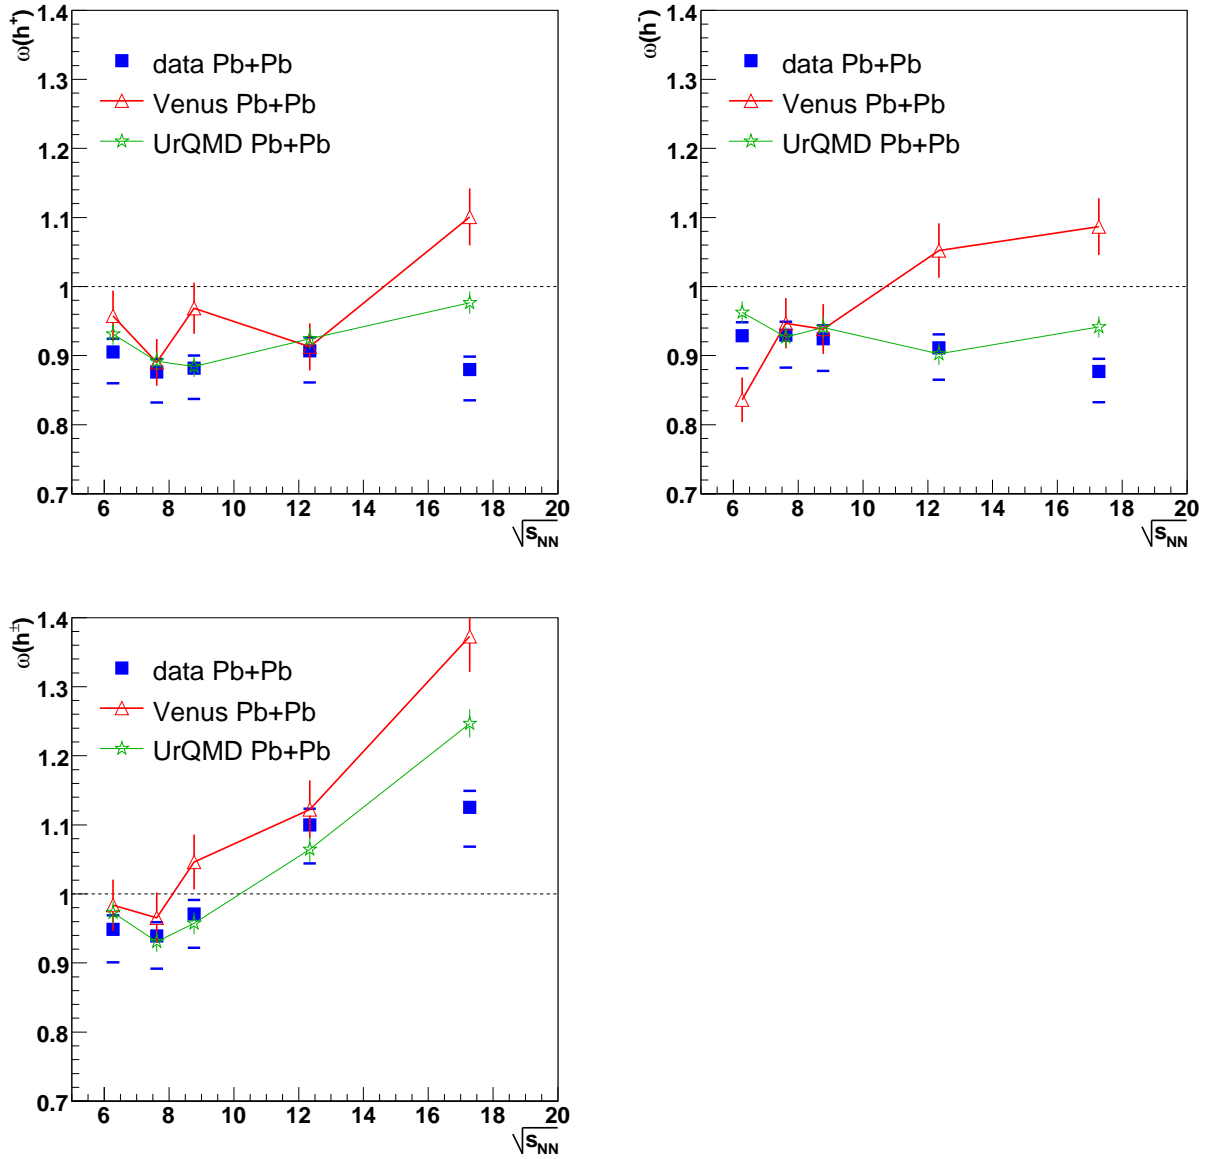 ω(h⁺)
1.4
1.3
1.2
1.1
1
0.9
0.8
0.7
data Pb+Pb
Venus Pb+Pb
UrQMD Pb+Pb
6 8 10 12 14 16 18 20
√s_NN
ω(h⁻)
1.4
1.3
1.2
1.1
1
0.9
0.8
0.7
data Pb+Pb
Venus Pb+Pb
UrQMD Pb+Pb
6 8 10 12 14 16 18 20
√s_NN
ω(h±)
1.4
1.3
1.2
1.1
1
0.9
0.8
0.7
data Pb+Pb
Venus Pb+Pb
UrQMD Pb+Pb
6 8 10 12 14 16 18 20
√s_NN